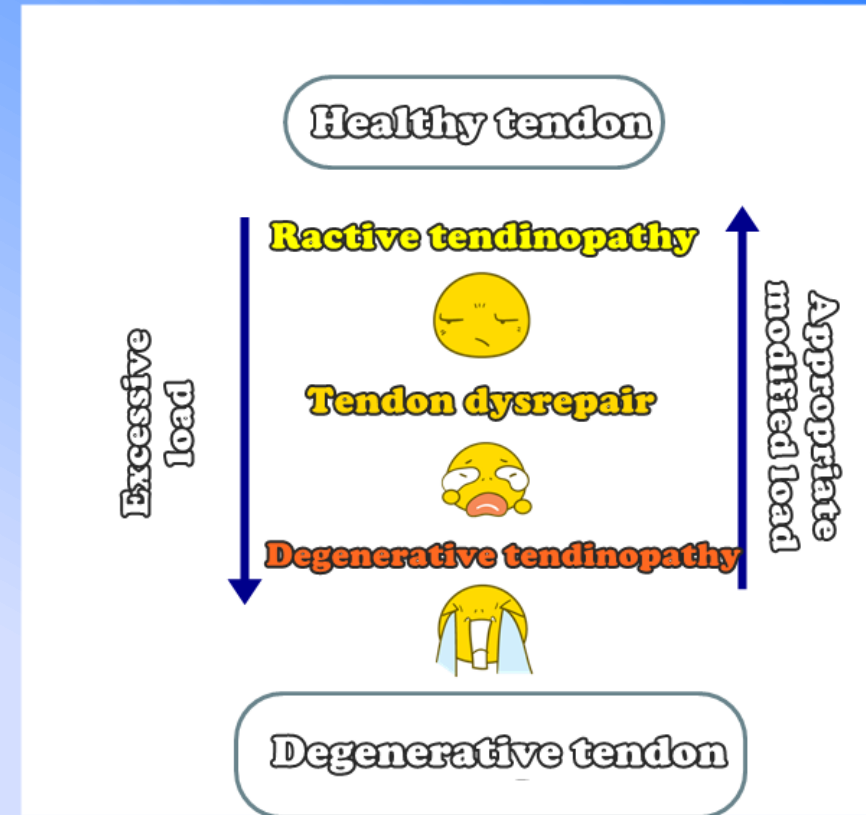 Healthy tendon
Ractive tendinopathy
Excessive
load
Tendon dysrepair
Appropriate
modified load
Degenerative tendinopathy
Degenerative tendon